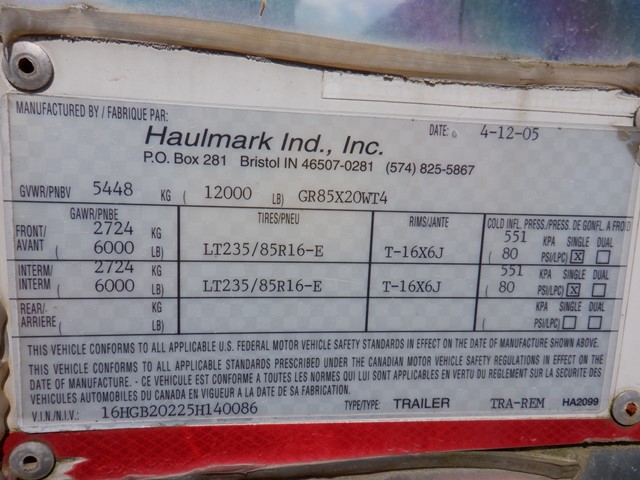 MANUFACTURED BY / FABRIQUE PAR:
DATE: 4-12-05
Haulmark Ind., Inc.
P.O. Box 281 Bristol IN 46507-0281 (574) 825-5867
GVWR/PNBV 5448 KG ( 12000 LB) GR85X20WT4
GAWR/PNBE TIRES/PNEU RIMS/JANTE COLD INFL. PRESS/PRESS. DE GONFL. A FROID
FRONT/ 2724 KG 551 KPA SINGLE DUAL
AVANT ( 6000 LB) LT235/85R16-E T-16X6J ( 80 PSI/LPC) ☒ ☐
INTERM/ 2724 KG 551 KPA SINGLE DUAL
INTERM ( 6000 LB) LT235/85R16-E T-16X6J ( 80 PSI/LPC) ☒ ☐
REAR/ KG KPA SINGLE DUAL
ARRIERE ( LB) ( PSI/LPC) ☐ ☐
THIS VEHICLE CONFORMS TO ALL APPLICABLE U.S. FEDERAL MOTOR VEHICLE SAFETY STANDARDS IN EFFECT ON THE DATE OF MANUFACTURE SHOWN ABOVE.
THIS VEHICLE CONFORMS TO ALL APPLICABLE STANDARDS PRESCRIBED UNDER THE CANADIAN MOTOR VEHICLE SAFETY REGULATIONS IN EFFECT ON THE
DATE OF MANUFACTURE. - CE VEHICULE EST CONFORME A TOUTES LES NORMES QUI LUI SONT APPLICABLES EN VERTU DU REGLEMENT SUR LA SECURITE DES
VEHICULES AUTOMOBILES DU CANADA EN VIGUEUR A LA DATE DE SA FABRICATION.
V.I.N./N.I.V.: 16HGB20225H140086 TYPE/TYPE: TRAILER TRA-REM HA2099